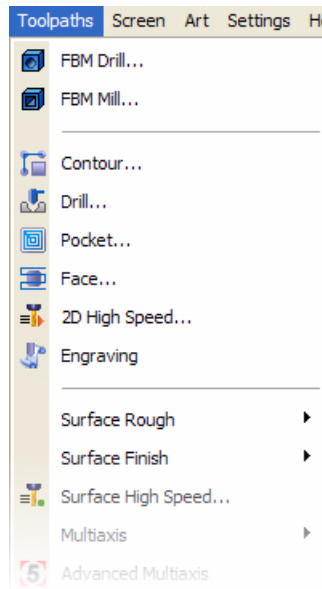 Toolpaths Screen Art Settings
FBM Drill...
FBM Mill...
Contour...
Drill...
Pocket...
Face...
2D High Speed...
Engraving
Surface Rough
Surface Finish
Surface High Speed...
Multiaxis
5 Advanced Multiaxis